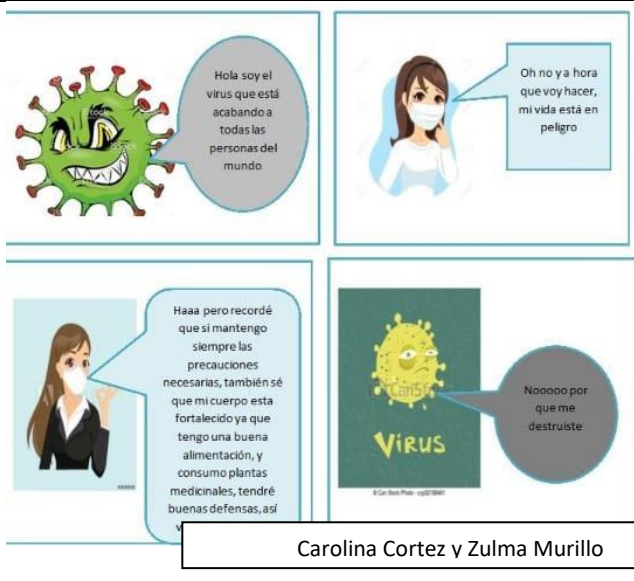 Hola soy el
virus que está
acabando a
todas las
personas del
mundo
Oh no y a hora
que voy hacer,
mi vida está en
peligro
Haaa pero recordé
que si mantengo
siempre las
precauciones
necesarias, también sé
que mi cuerpo esta
fortalecido ya que
tengo una buena
alimentación, y
consumo plantas
medicinales, tendré
buenas defensas, así
Nooooo por
que me
destruiste
VIRUS
Carolina Cortez y Zulma Murillo